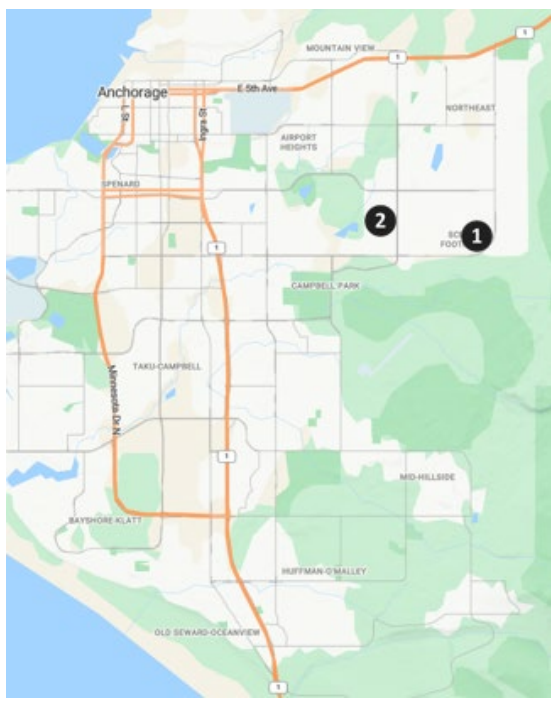 1
MOUNTAIN VIEW
1
1
Anchorage
E 5th Ave
L St
Ingra St
NORTHEAST
AIRPORT
HEIGHTS
SPENARD
2
1
1
CAMPBELL PARK
TAKU-CAMPBELL
Minnesota Dr N
1
MID-HILLSIDE
BAYSHORE-KLATT
HUFFMAN-O'MALLEY
OLD SEWARD-OCEANVIEW
1